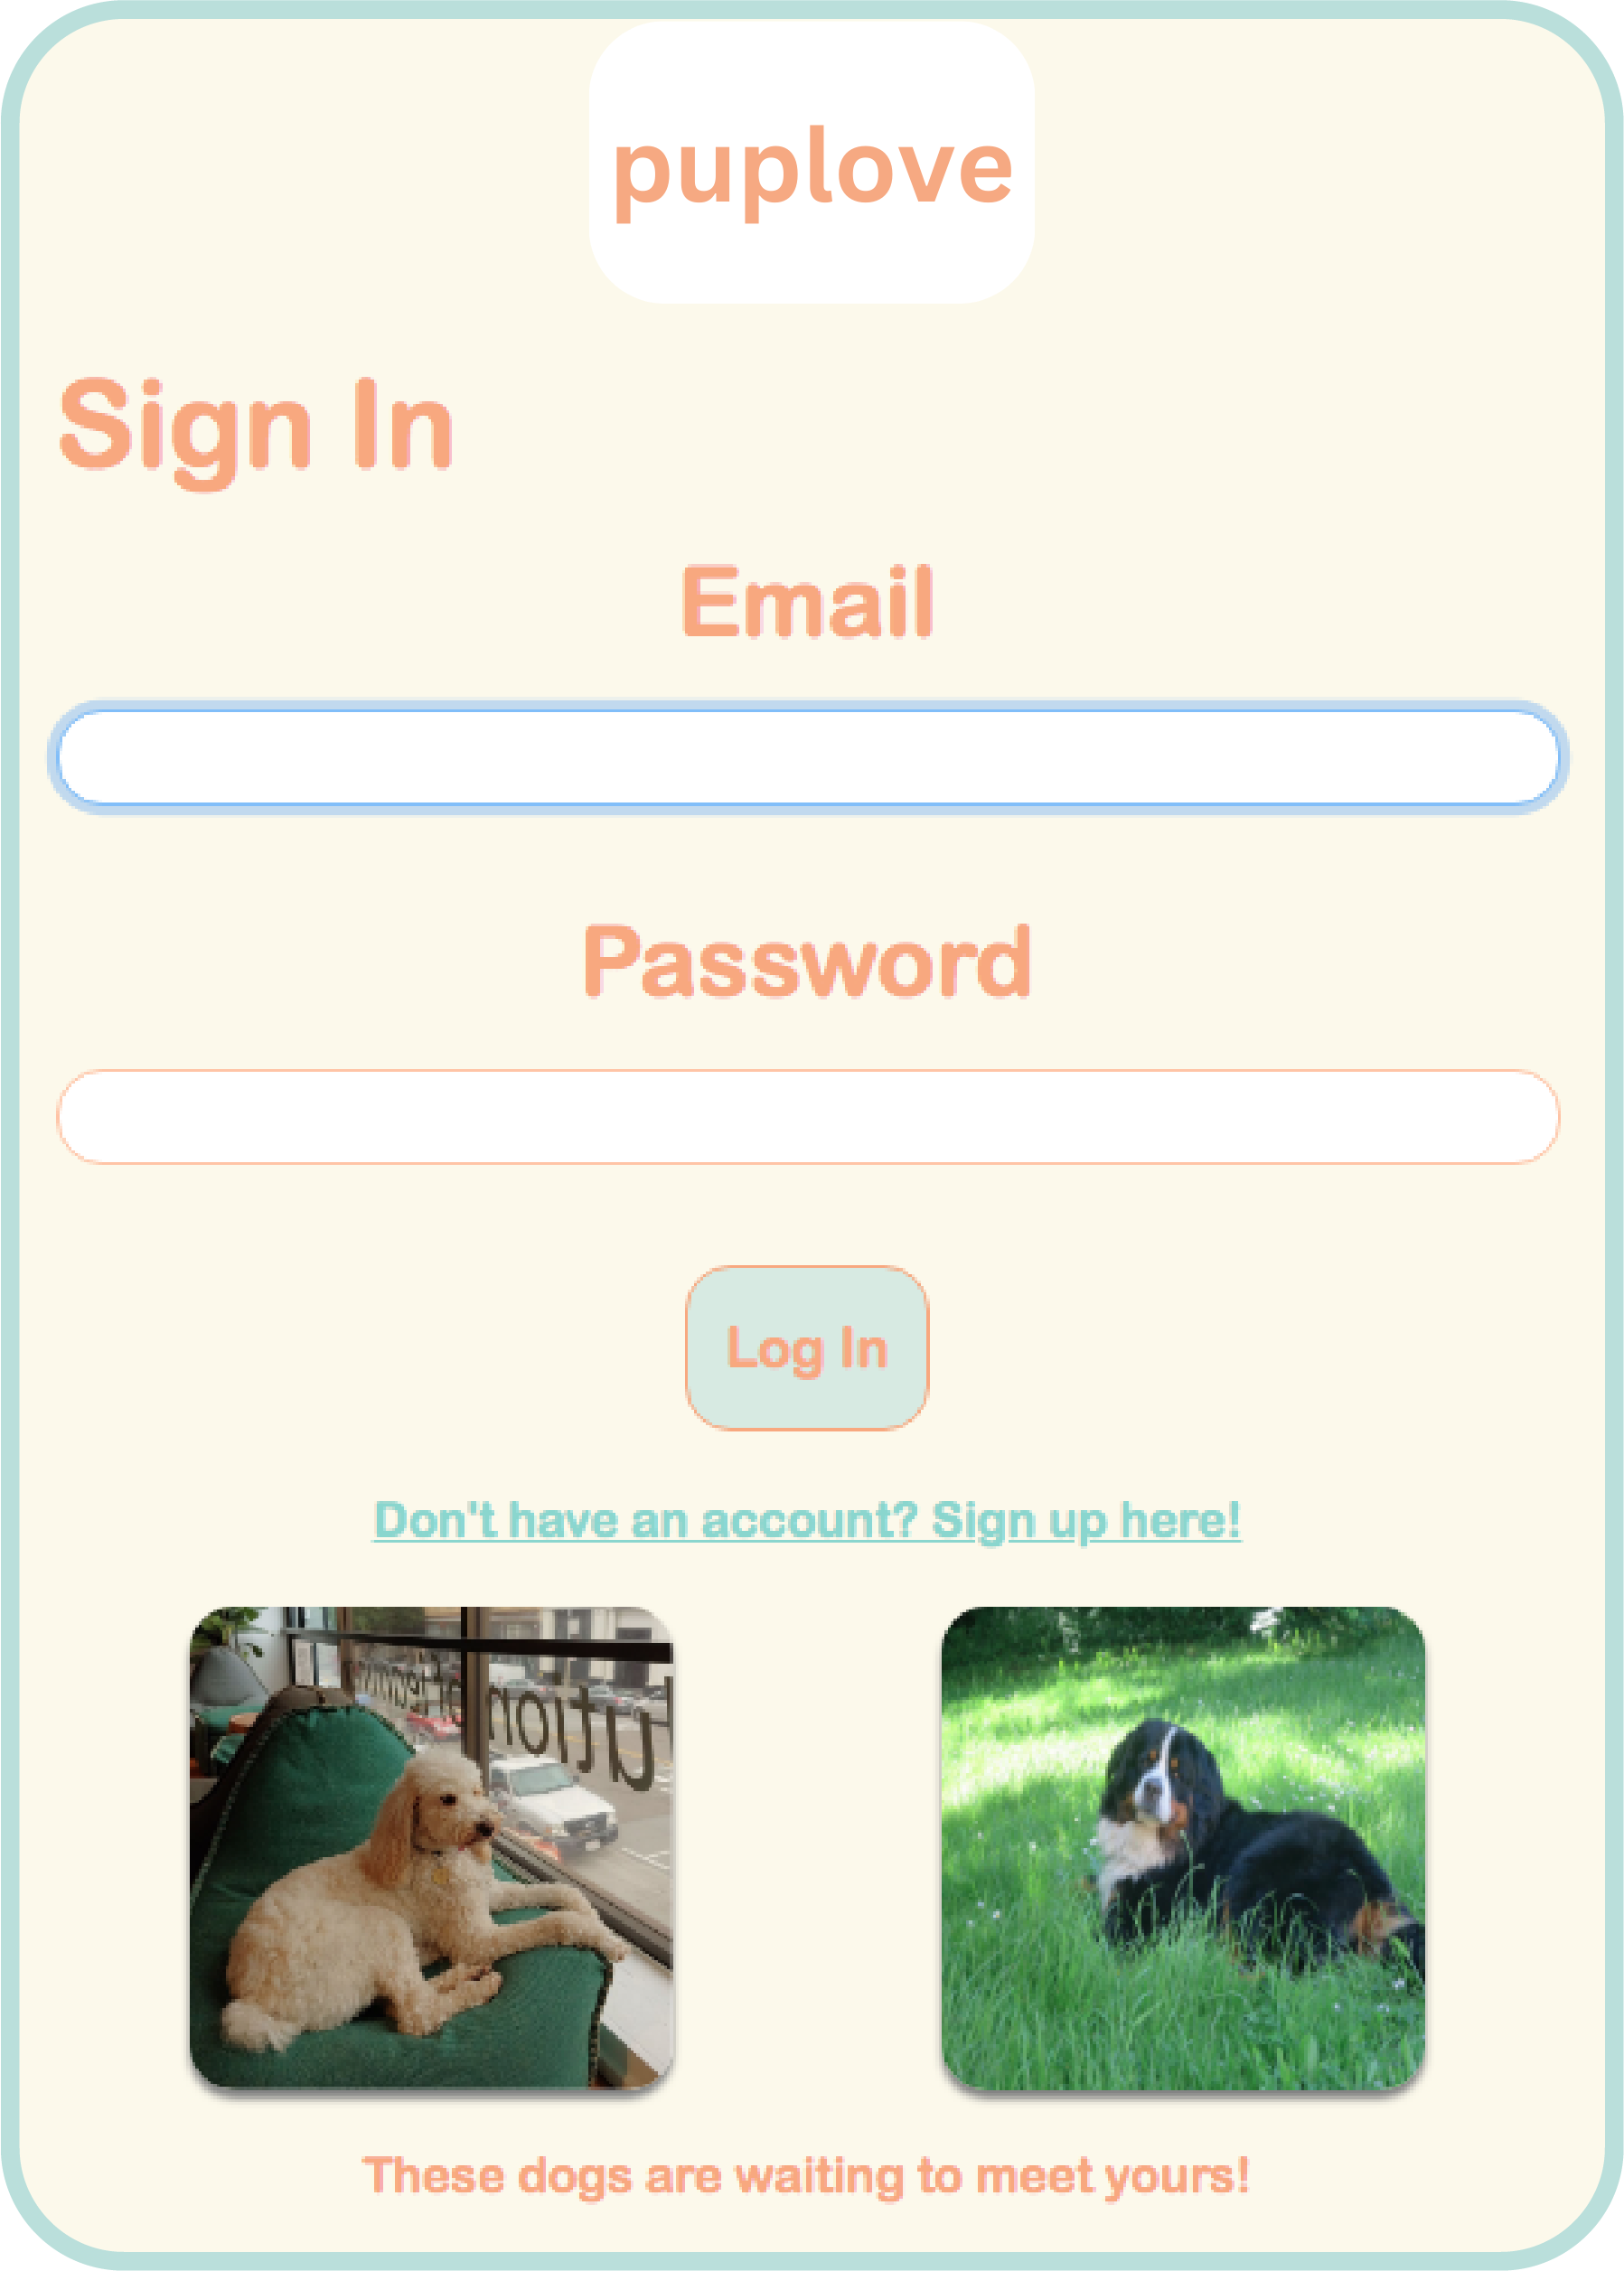 puplove
Sign In
Email
Password
Log In
Don't have an account? Sign up here!
ution
These dogs are waiting to meet yours!